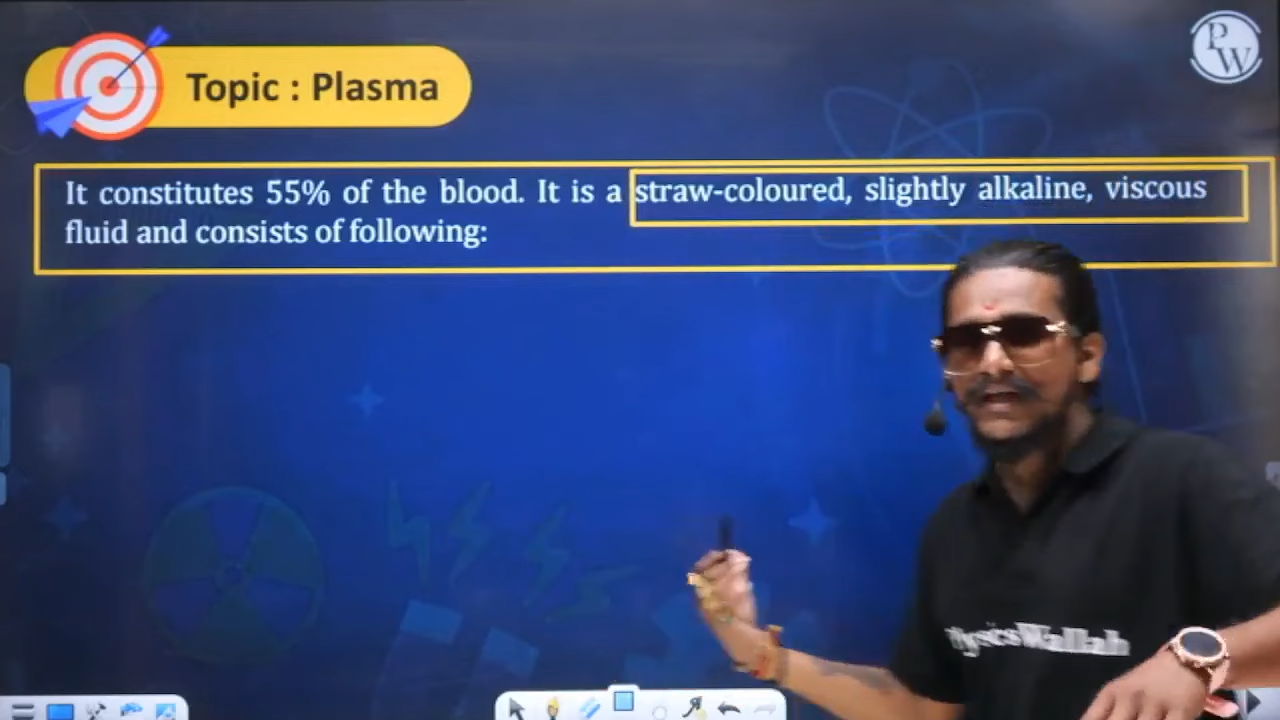 PW
Topic : Plasma
It constitutes 55% of the blood. It is a straw-coloured, slightly alkaline, viscous
fluid and consists of following:
ysicsWallah